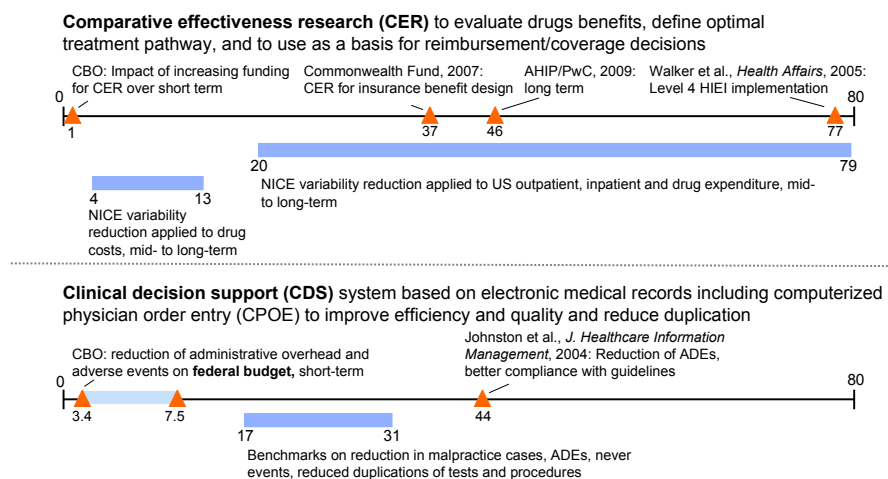 Comparative effectiveness research (CER) to evaluate drugs benefits, define optimal
treatment pathway, and to use as a basis for reimbursement/coverage decisions
CBO: Impact of increasing funding
for CER over short term
Commonwealth Fund, 2007:
CER for insurance benefit design
AHIP/PwC, 2009:
long term
Walker et al., Health Affairs, 2005:
Level 4 HIEI implementation
0
80
1
37
46
77
20
79
NICE variability reduction applied to US outpatient, inpatient and drug expenditure, mid-
to long-term
4
13
NICE variability
reduction applied to drug
costs, mid- to long-term
Clinical decision support (CDS) system based on electronic medical records including computerized
physician order entry (CPOE) to improve efficiency and quality and reduce duplication
CBO: reduction of administrative overhead and
adverse events on federal budget, short-term
Johnston et al., J. Healthcare Information
Management, 2004: Reduction of ADEs,
better compliance with guidelines
0
80
3.4
7.5
44
17
31
Benchmarks on reduction in malpractice cases, ADEs, never
events, reduced duplications of tests and procedures